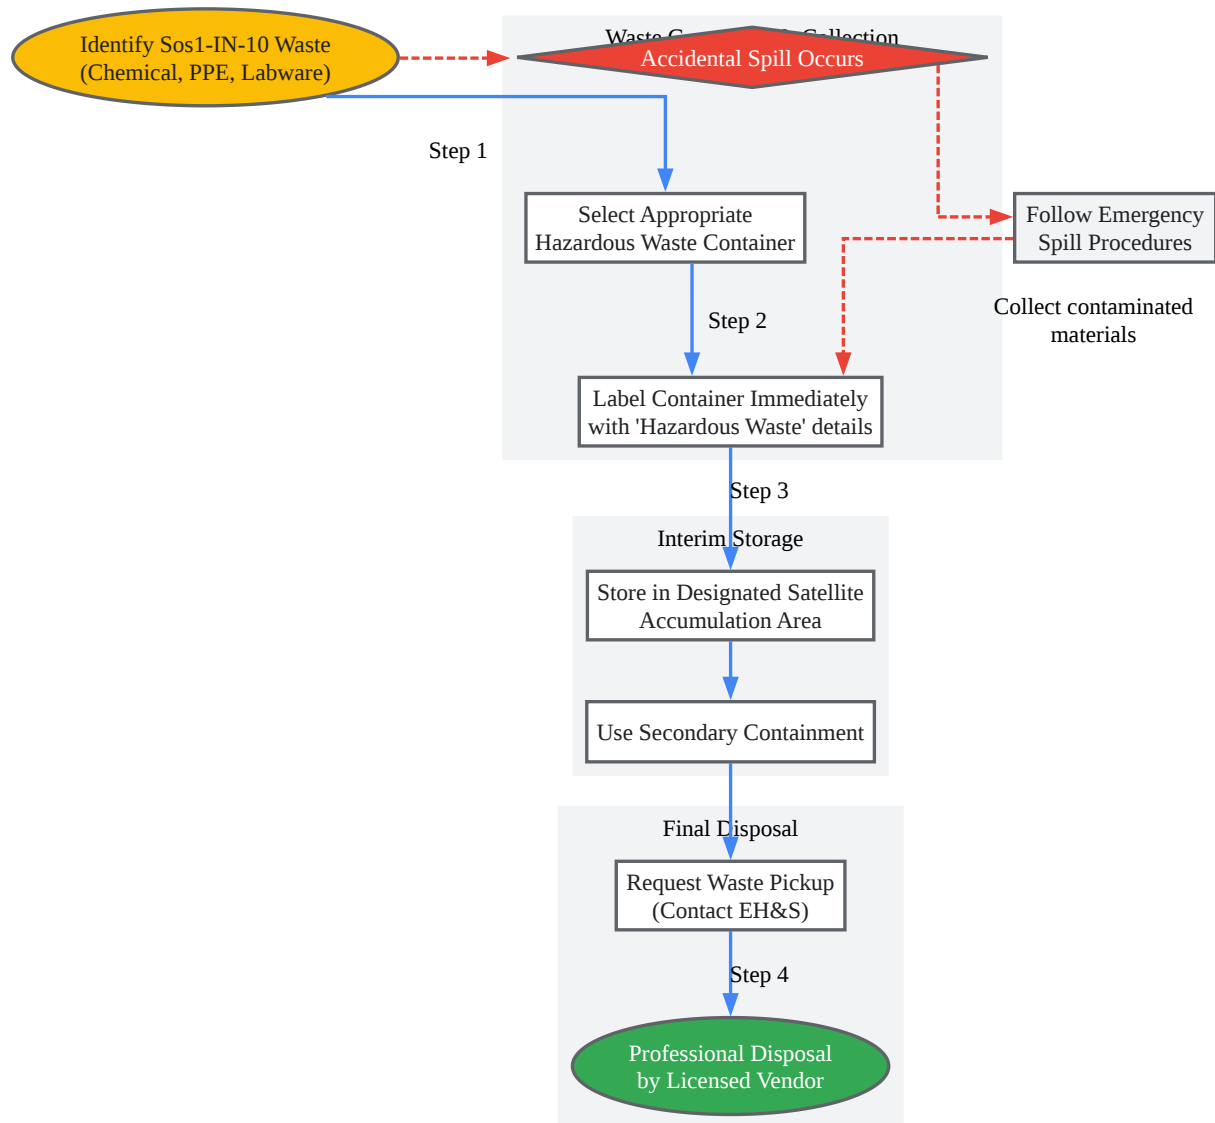 Identify Sos1-IN-10 Waste
(Chemical, PPE, Labware)
Waste Collection
Accidental Spill Occurs
Step 1
Select Appropriate
Hazardous Waste Container
Follow Emergency
Spill Procedures
Step 2
Collect contaminated
materials
Label Container Immediately
with 'Hazardous Waste' details
Step 3
Interim Storage
Store in Designated Satellite
Accumulation Area
Use Secondary Containment
Final Disposal
Request Waste Pickup
(Contact EH&S)
Step 4
Professional Disposal
by Licensed Vendor